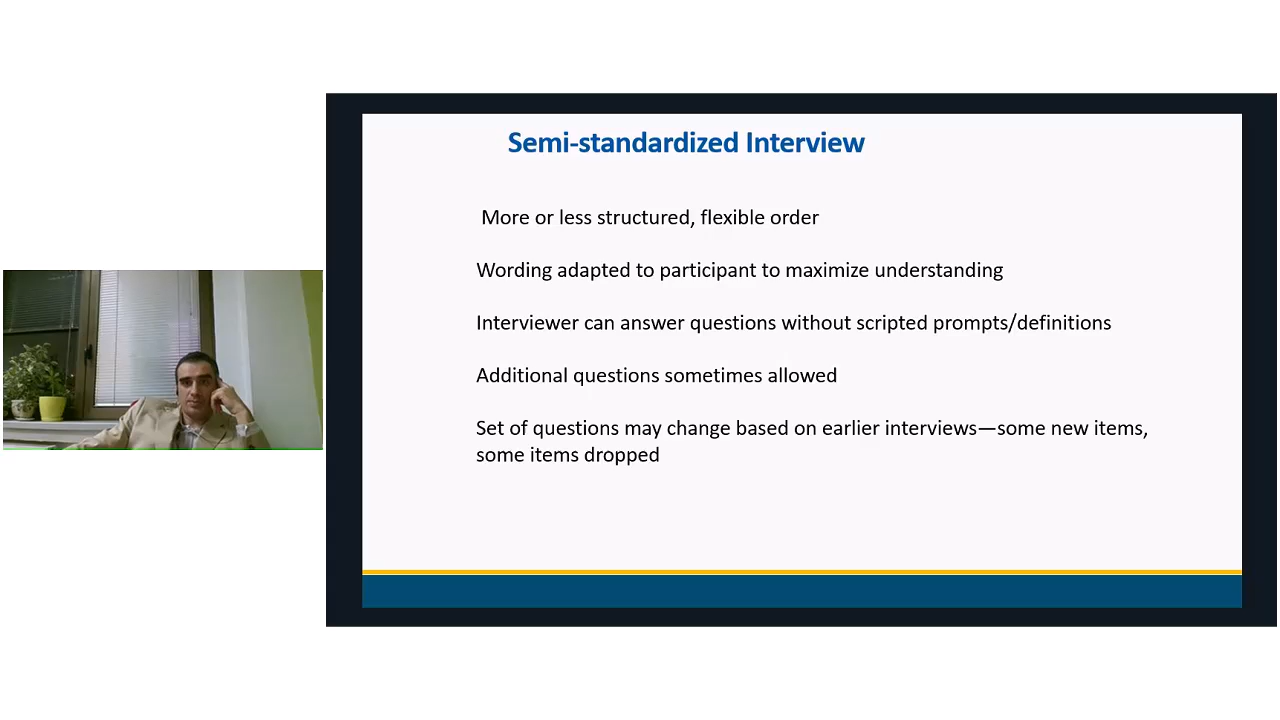 Semi-standardized Interview
More or less structured, flexible order
Wording adapted to participant to maximize understanding
Interviewer can answer questions without scripted prompts/definitions
Additional questions sometimes allowed
Set of questions may change based on earlier interviews—some new items,
some items dropped